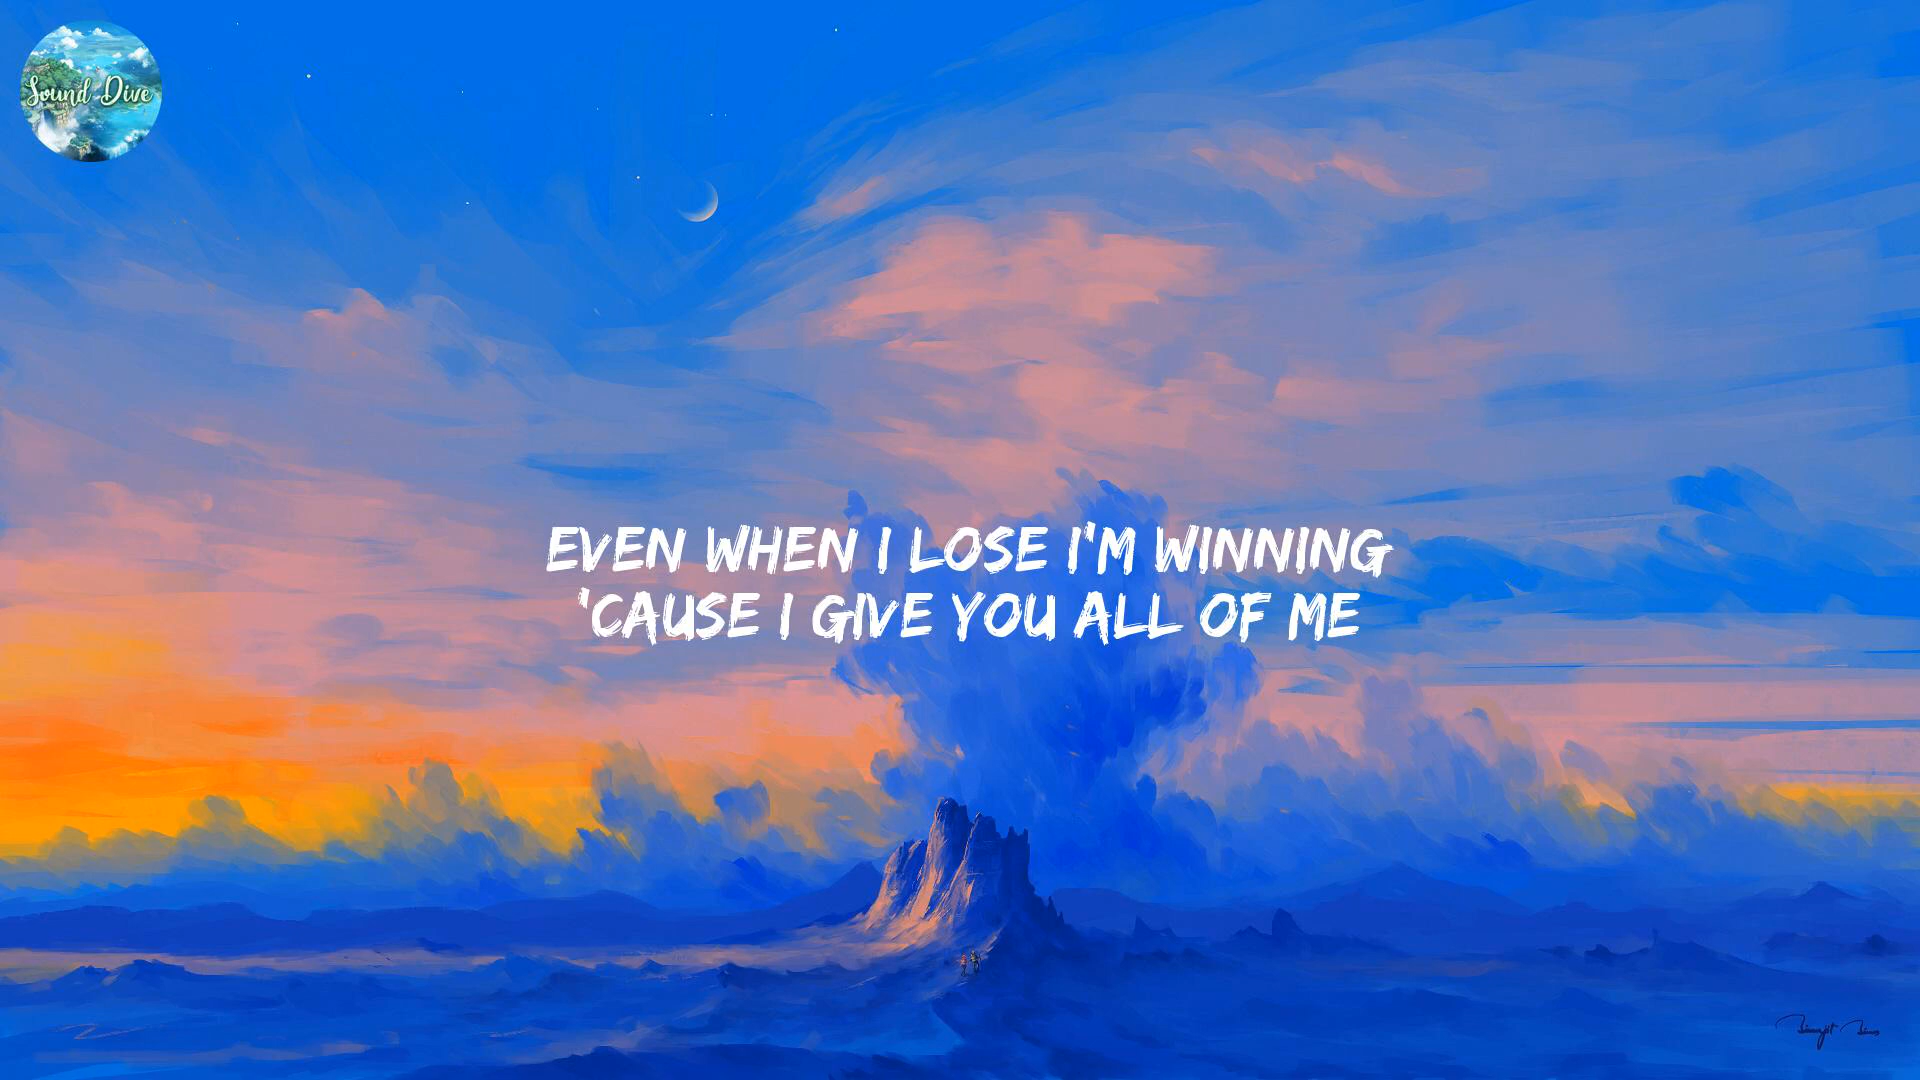 Sound Dive
EVEN WHEN I LOSE I'M WINNING
'CAUSE I GIVE YOU ALL OF ME